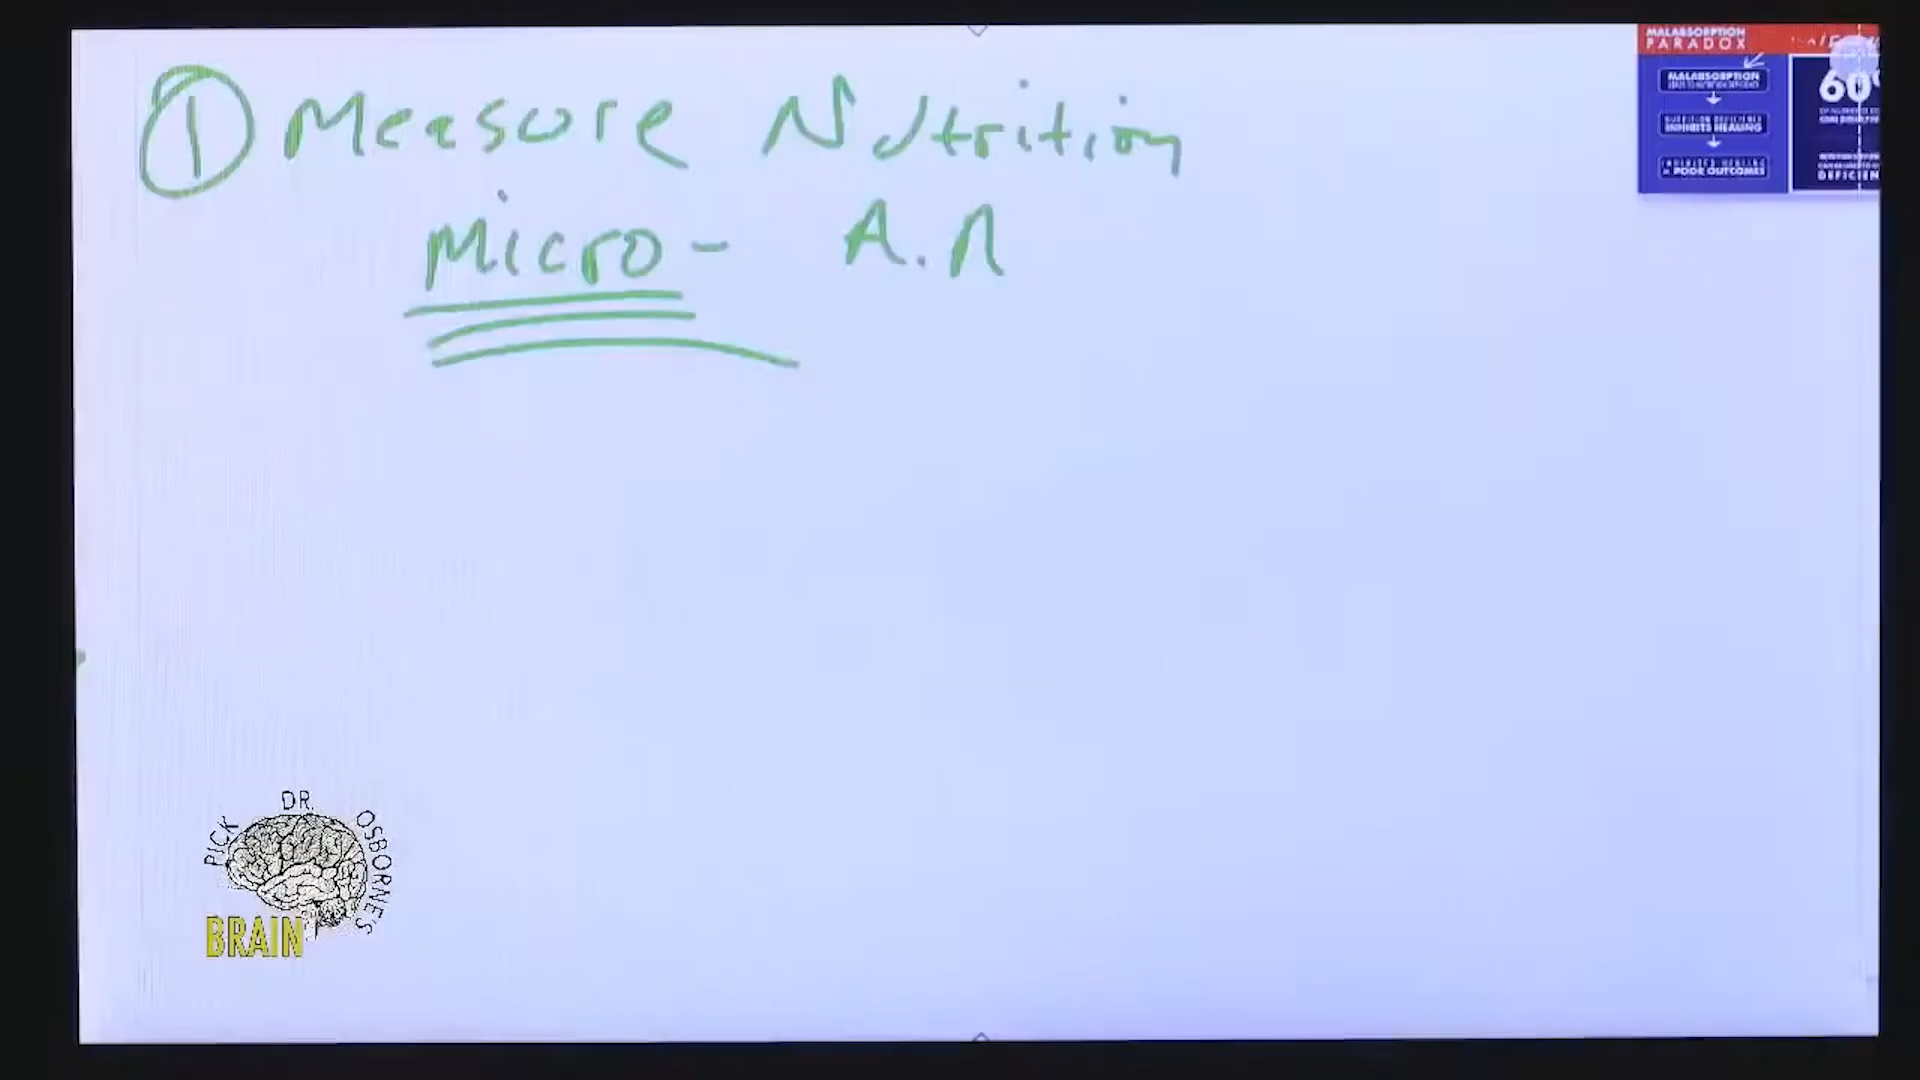 ① Measure Nutrition
Micro - A.A
MALABSORPTION
PARADOX
MALABSORPTION
INHIBITS HEALING
POOR OUTCOMES
60
DEFICIEN
PICK DR. OSBORNE'S
BRAIN